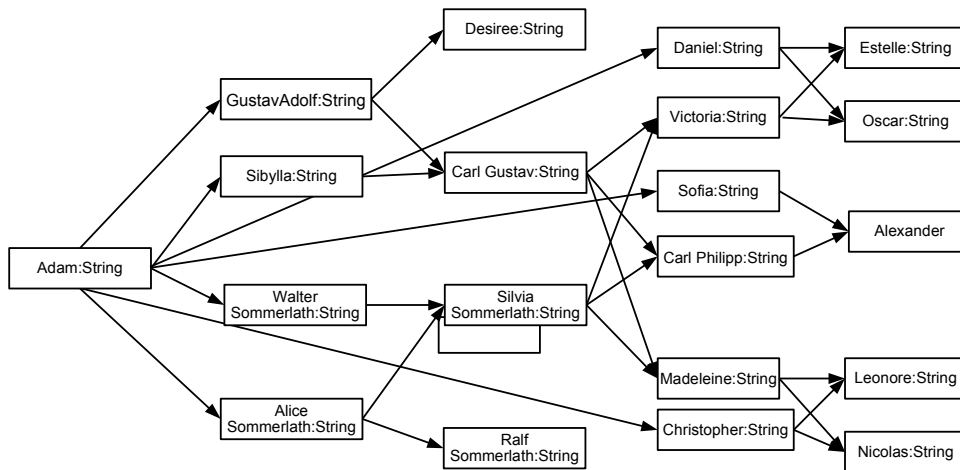 Desiree:String
Daniel:String
Estelle:String
GustavAdolf:String
Victoria:String
Oscar:String
Sibylla:String
Carl Gustav:String
Sofia:String
Alexander
Adam:String
Carl Philipp:String
Walter
Sommerlath:String
Silvia
Sommerlath:String
Madeleine:String
Leonore:String
Alice
Sommerlath:String
Christopher:String
Ralf
Sommerlath:String
Nicolas:String